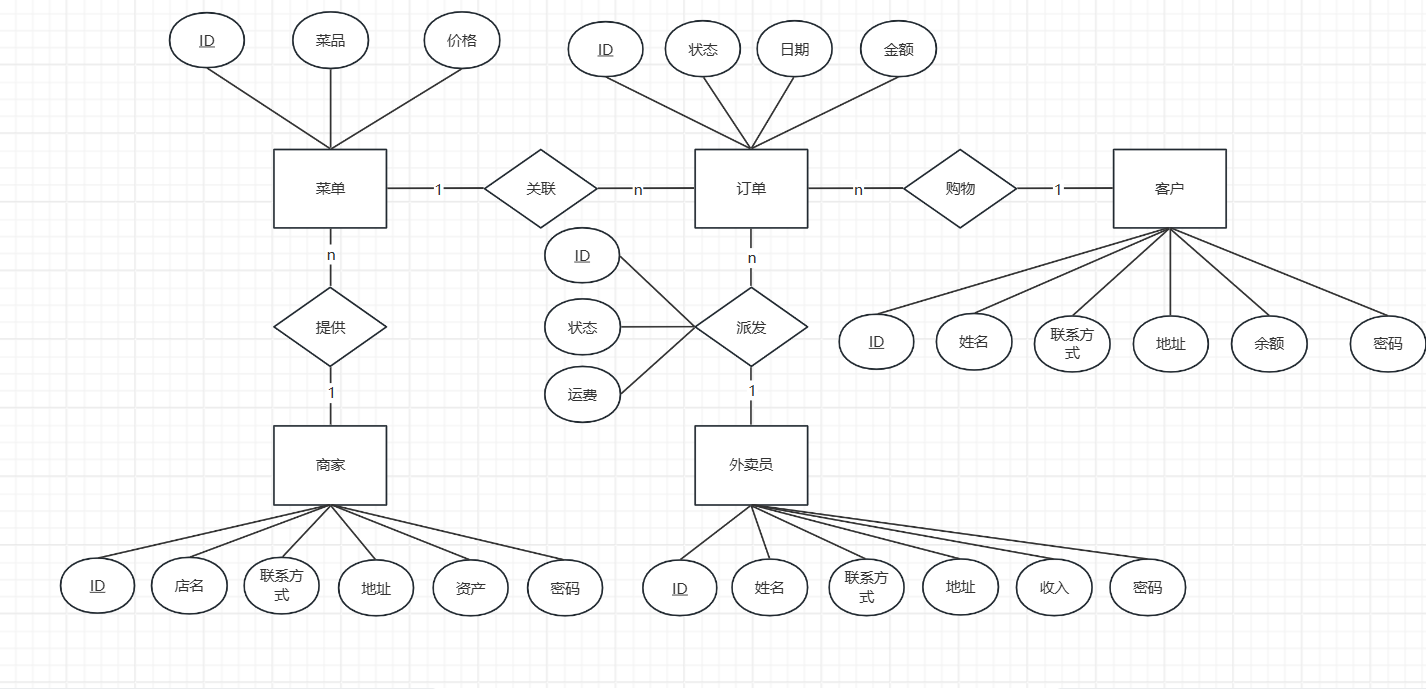 ID
菜品
价格
ID
状态
日期
金额
菜单
1
关联
n
订单
n
购物
1
客户
n
ID
n
提供
状态
派发
ID
姓名
联系方
式
地址
余额
密码
1
运费
1
商家
外卖员
ID
店名
联系方
式
地址
资产
密码
ID
姓名
联系方
式
地址
收入
密码